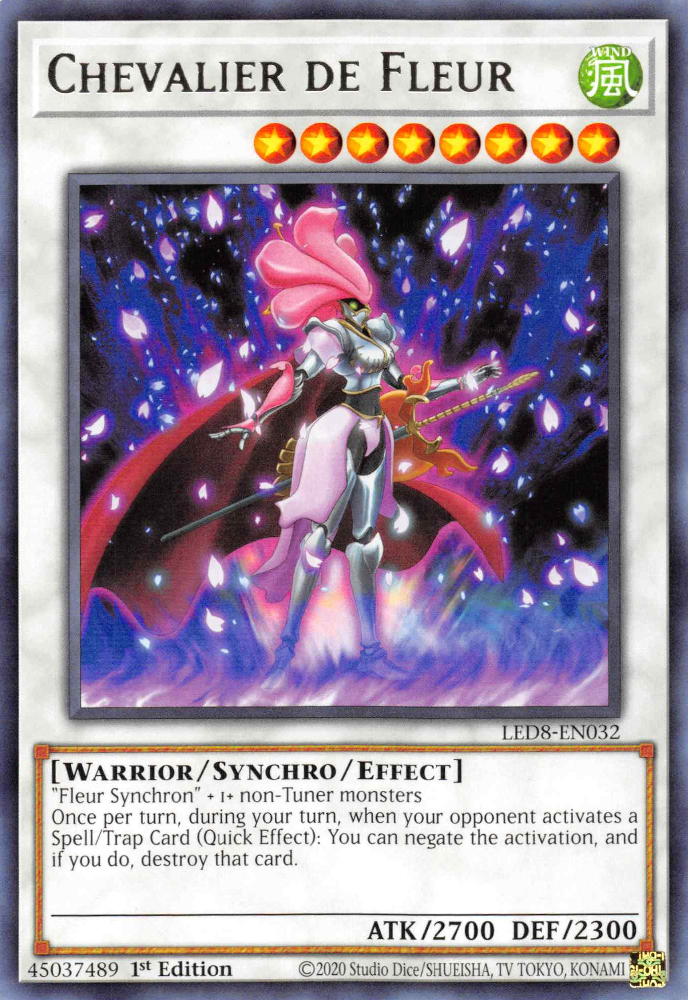 CHEVALIER DE FLEUR
WIND
風
LED8-EN032
[WARRIOR/SYNCHRO/EFFECT]
"Fleur Synchron" + 1+ non-Tuner monsters
Once per turn, during your turn, when your opponent activates a
Spell/Trap Card (Quick Effect): You can negate the activation, and
if you do, destroy that card.
ATK/2700 DEF/2300
45037489 1st Edition ©2020 Studio Dice/SHUEISHA, TV TOKYO, KONAMI